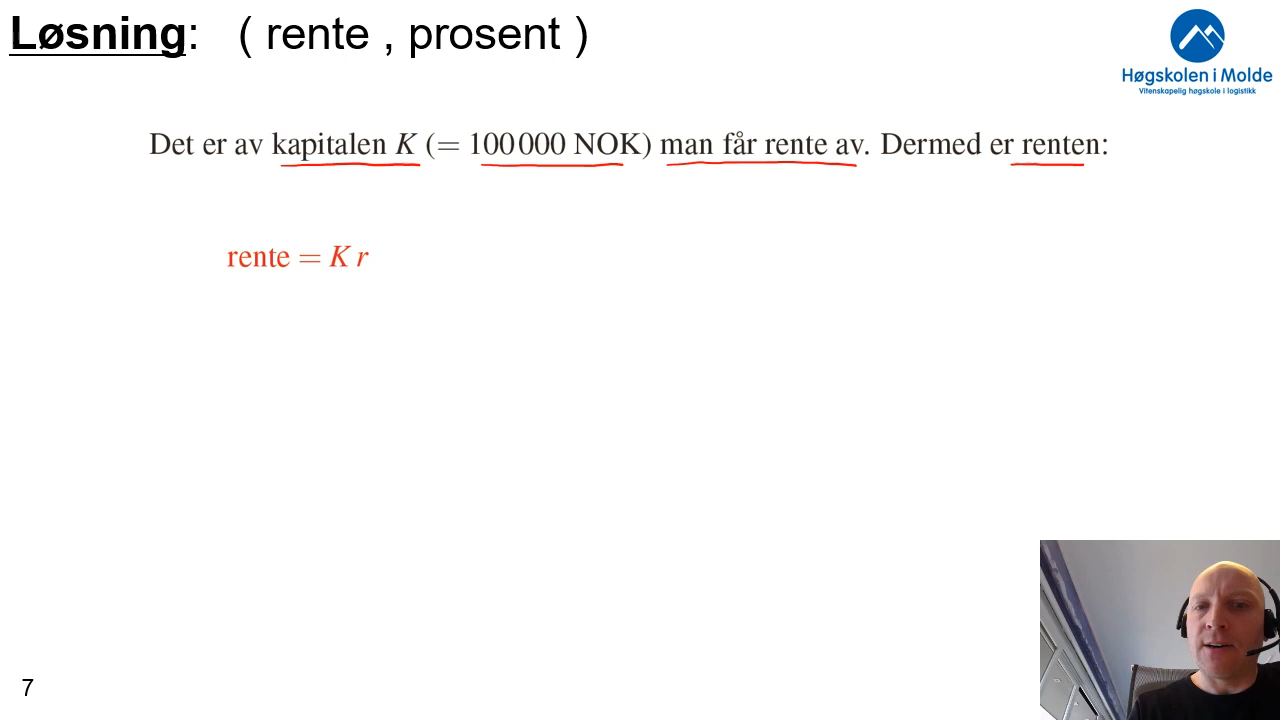 Løsning: ( rente , prosent )
Høgskolen i Molde
Vitenskapelig høgskole i logistikk
Det er av kapitalen K (= 100 000 NOK) man får rente av. Dermed er renten:
rente = K r
7